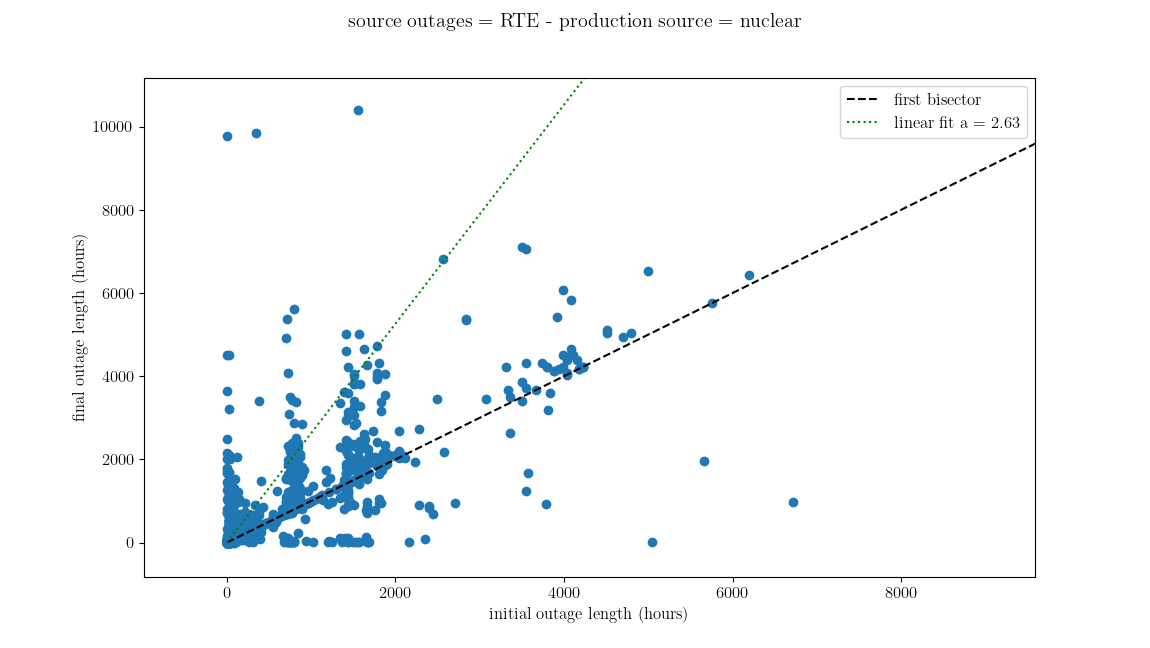 source outages = RTE - production source = nuclear
first bisector
linear fit a = 2.63
10000
8000
6000
4000
2000
0
final outage length (hours)
0
2000
4000
6000
8000
initial outage length (hours)